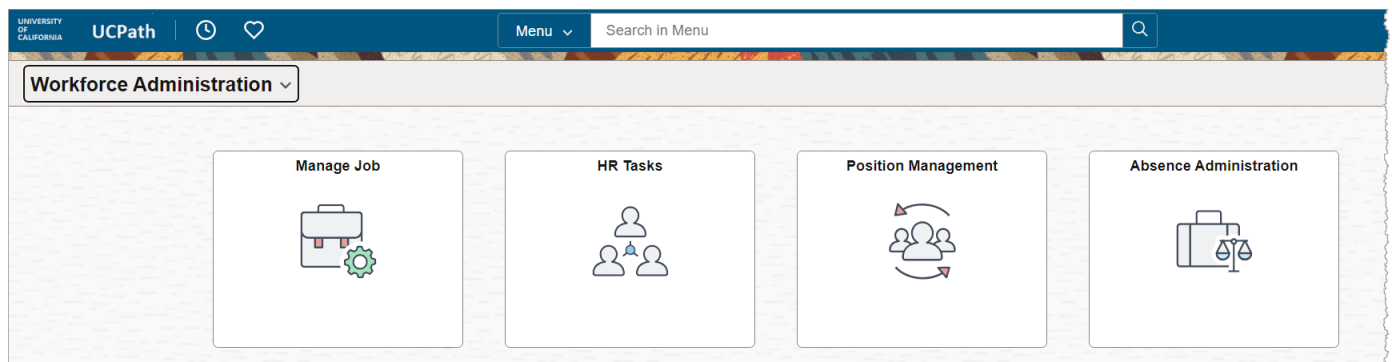 UNIVERSITY
OF
CALIFORNIA
UCPath
Menu
Search in Menu
Workforce Administration
Manage Job
HR Tasks
Position Management
Absence Administration